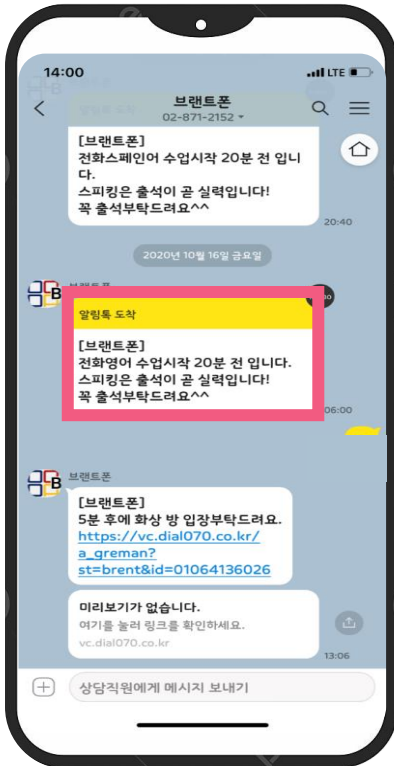 14:00
LTE
브랜트폰
02-871-2152
[브랜트폰]
전화스페인어 수업시작 20분 전 입니
다.
스피킹은 출석이 곧 실력입니다!
꼭 출석부탁드려요^^
20:40
2020년 10월 16일 금요일
알림톡 도착
[브랜트폰]
전화영어 수업시작 20분 전 입니다.
스피킹은 출석이 곧 실력입니다!
꼭 출석부탁드려요^^
06:00
B
브랜트폰
[브랜트폰]
5분 후에 화상 방 입장부탁드려요.
https://vc.dial070.co.kr/
a_greman?
st=brent&id=01064136026
미리보기가 없습니다.
여기를 눌러 링크를 확인하세요.
vc.dial070.co.kr
13:06
상담직원에게 메시지 보내기